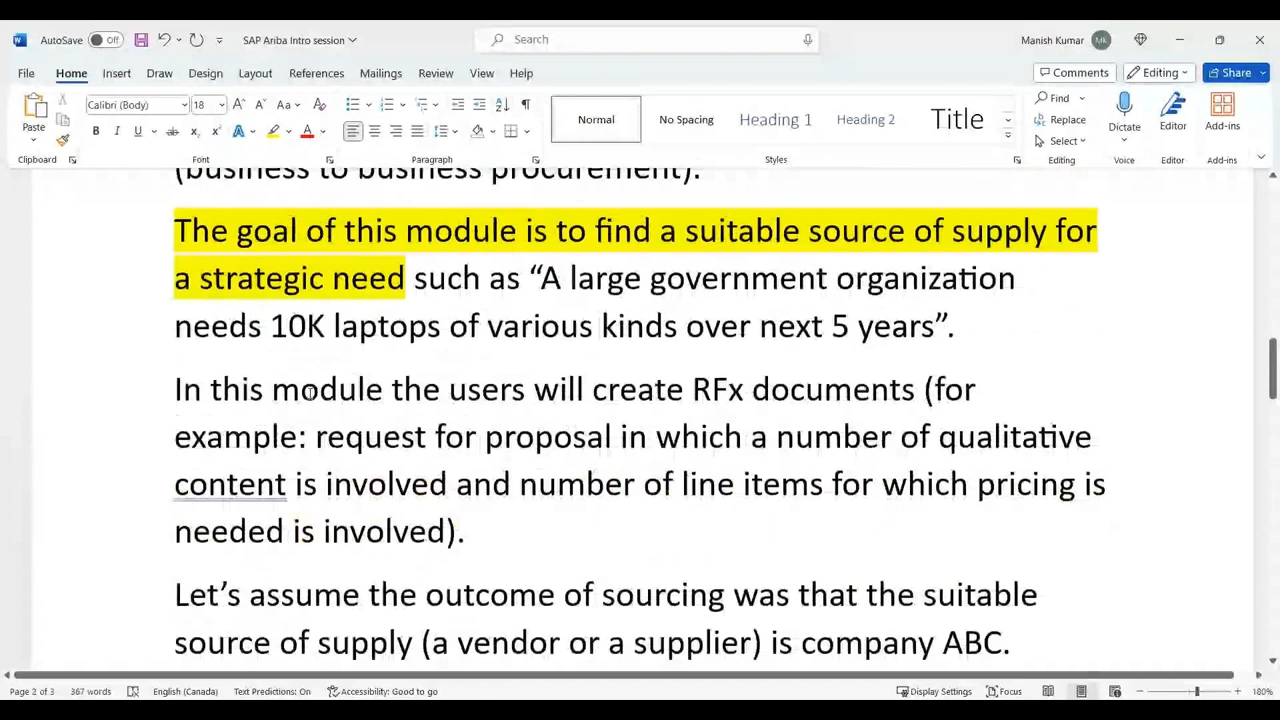 AutoSave Off SAP Ariba Intro session Search Manish Kumar MK
File Home Insert Draw Design Layout References Mailings Review View Help Comments Editing Share
Paste Calibri (Body) 18 A A Aa A Normal No Spacing Heading 1 Heading 2 Title Find Replace Select Dictate Editor Add-ins
B I U ab x₂ x² A A
Clipboard Font Paragraph Styles Editing Voice Editor Add-ins
(business to business procurement).
The goal of this module is to find a suitable source of supply for
a strategic need such as “A large government organization
needs 10K laptops of various kinds over next 5 years”.
In this module the users will create RFx documents (for
example: request for proposal in which a number of qualitative
content is involved and number of line items for which pricing is
needed is involved).
Let’s assume the outcome of sourcing was that the suitable
source of supply (a vendor or a supplier) is company ABC.
Page 2 of 3 367 words English (Canada) Text Predictions: On Accessibility: Good to go Display Settings Focus 180%